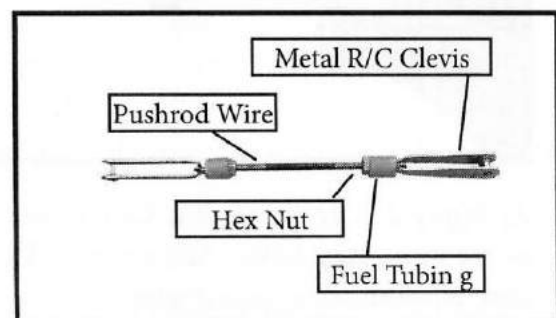 Metal R/C Clevis
Pushrod Wire
Hex Nut
Fuel Tubin g